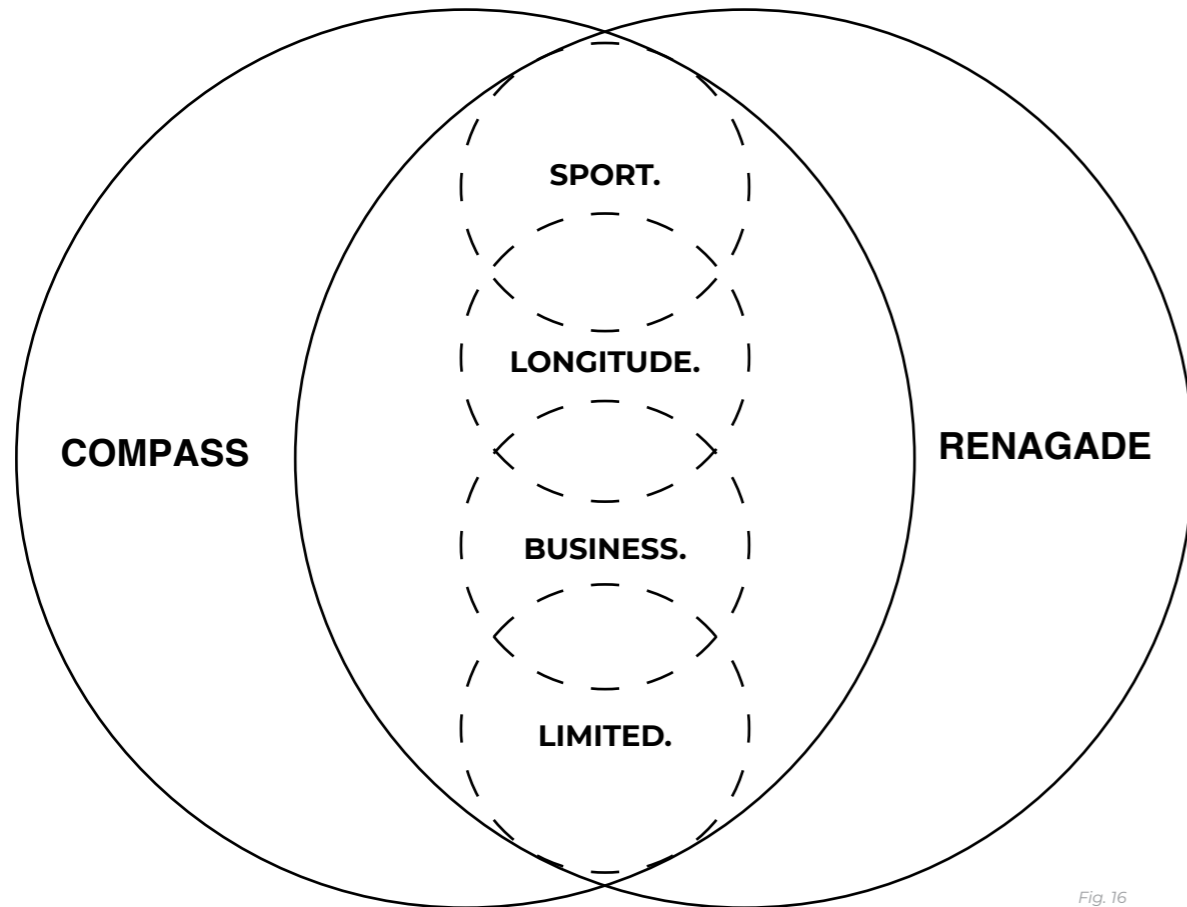 SPORT.
LONGITUDE.
COMPASS
RENAGADE
BUSINESS.
LIMITED.
Fig. 16